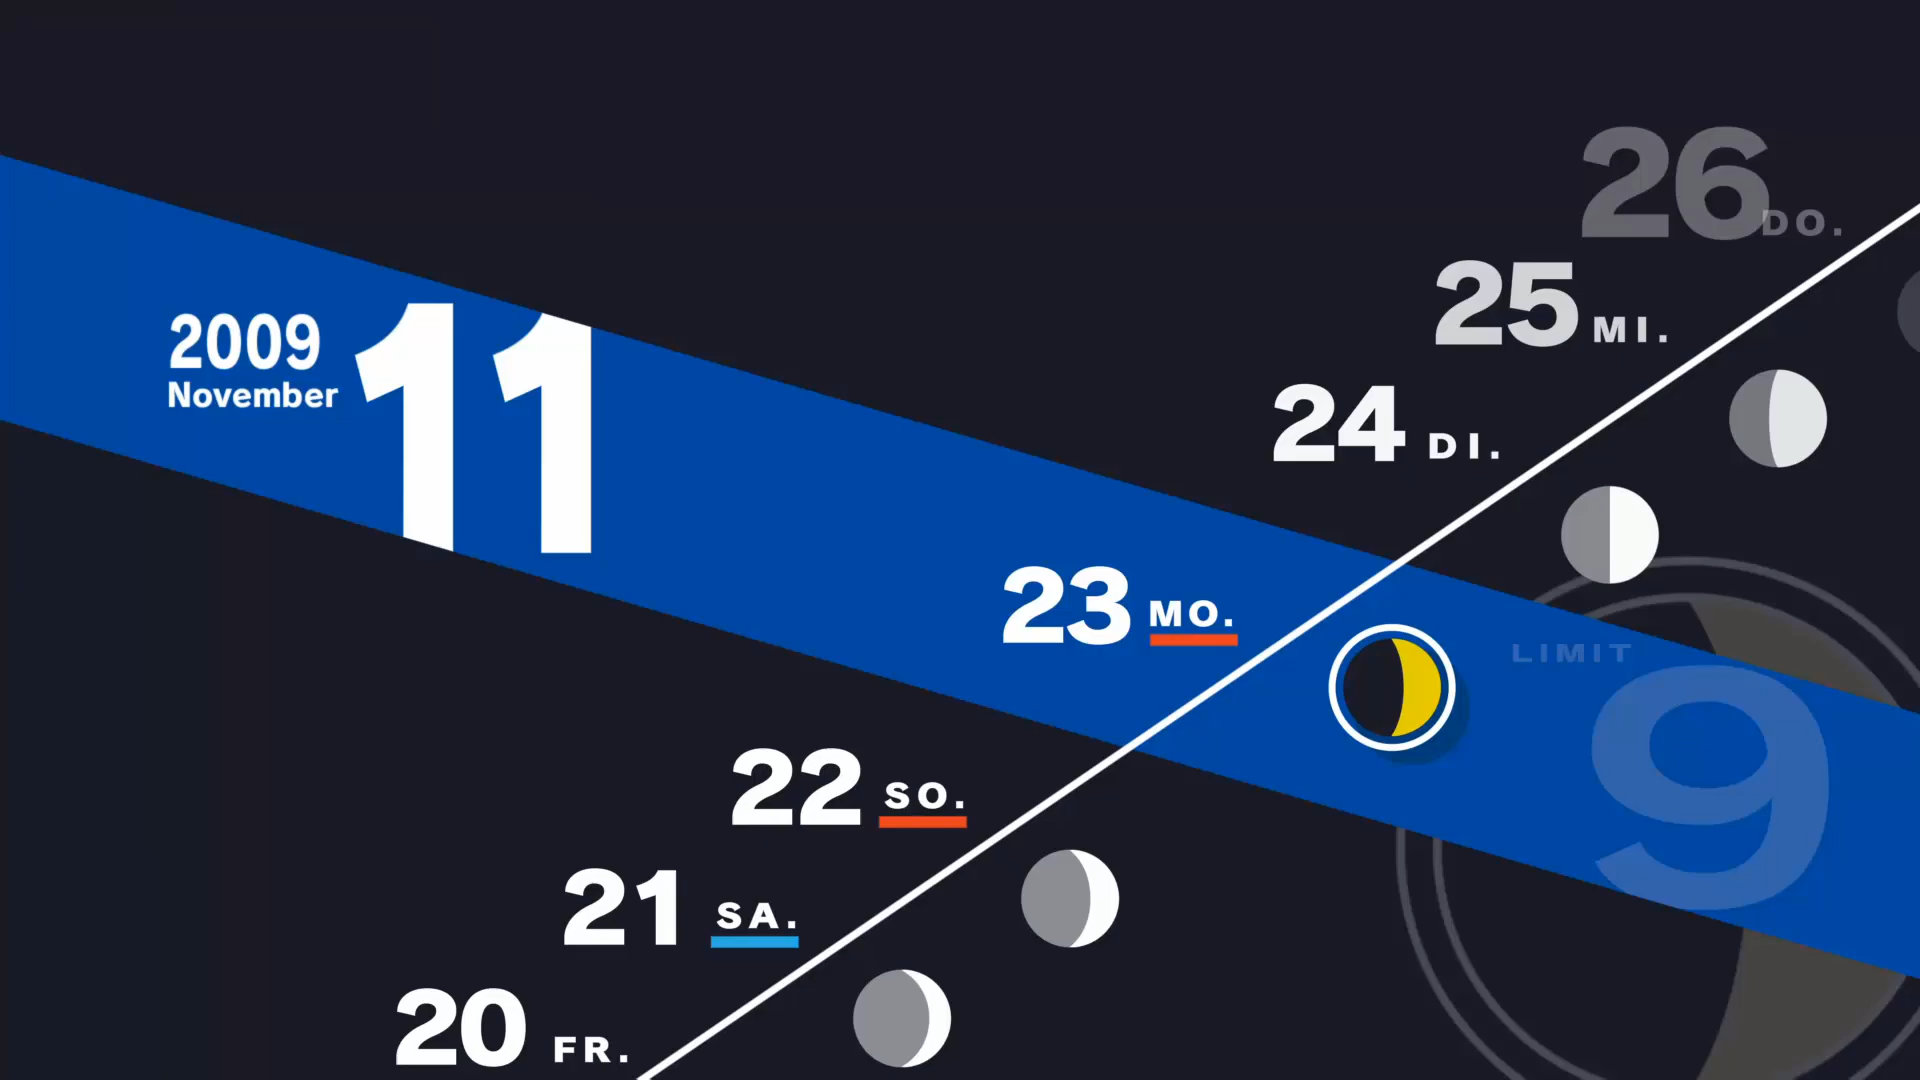 2009
November
11
26 DO.
25 MI.
24 DI.
23 MO.
LIMIT
9
22 SO.
21 SA.
20 FR.